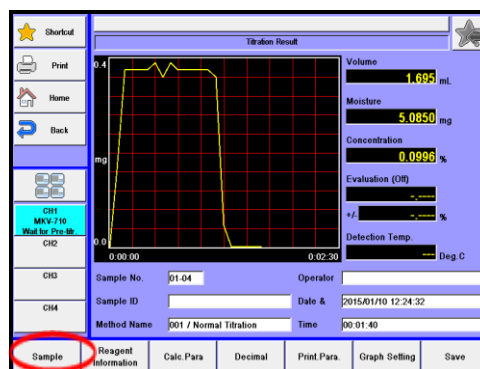 Shortcut
Print
Home
Back
CH1
MKV-710
Wait for Pre-titr.
CH2
CH3
CH4
Titration Result
0.4
mg
0.0
0:00:00 0:02:30
Volume
1.695 mL
Moisture
5.0850 mg
Concentration
0.0996 %
Evaluation (Off)
-.----
+/- -.---- %
Detection Temp.
--- Deg.C
Sample No. 01-04 Operator
Sample ID Date & 2015/01/10 12:24:32
Method Name 001 / Normal Titration Time 00:01:40
Sample
Reagent
Information
Calc.Para
Decimal
Print.Para.
Graph Setting
Save